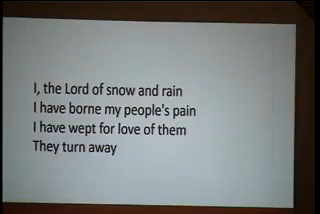 I, the Lord of snow and rain
I have borne my people's pain
I have wept for love of them
They turn away